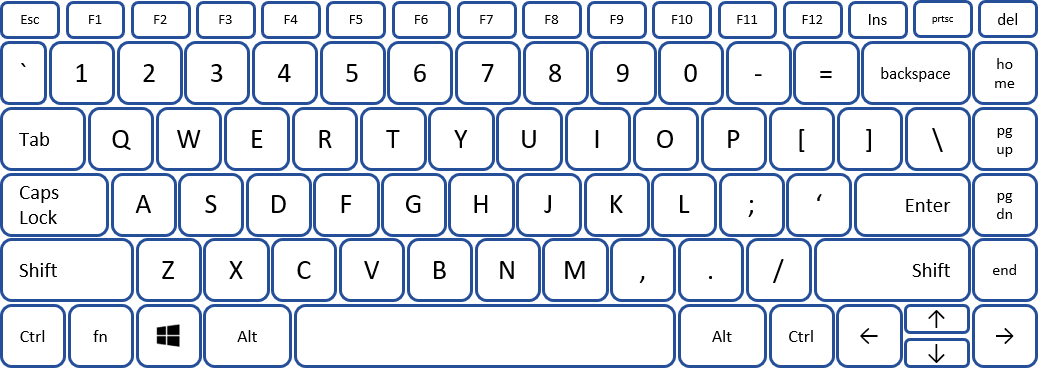 Esc F1 F2 F3 F4 F5 F6 F7 F8 F9 F10 F11 F12 Ins prtsc del
` 1 2 3 4 5 6 7 8 9 0 - = backspace ho
me
Tab Q W E R T Y U I O P [ ] \ pg
up
Caps
Lock A S D F G H J K L ; ‘ Enter pg
dn
Shift Z X C V B N M , . / Shift end
Ctrl fn Alt Alt Ctrl ← ↑ →
↓